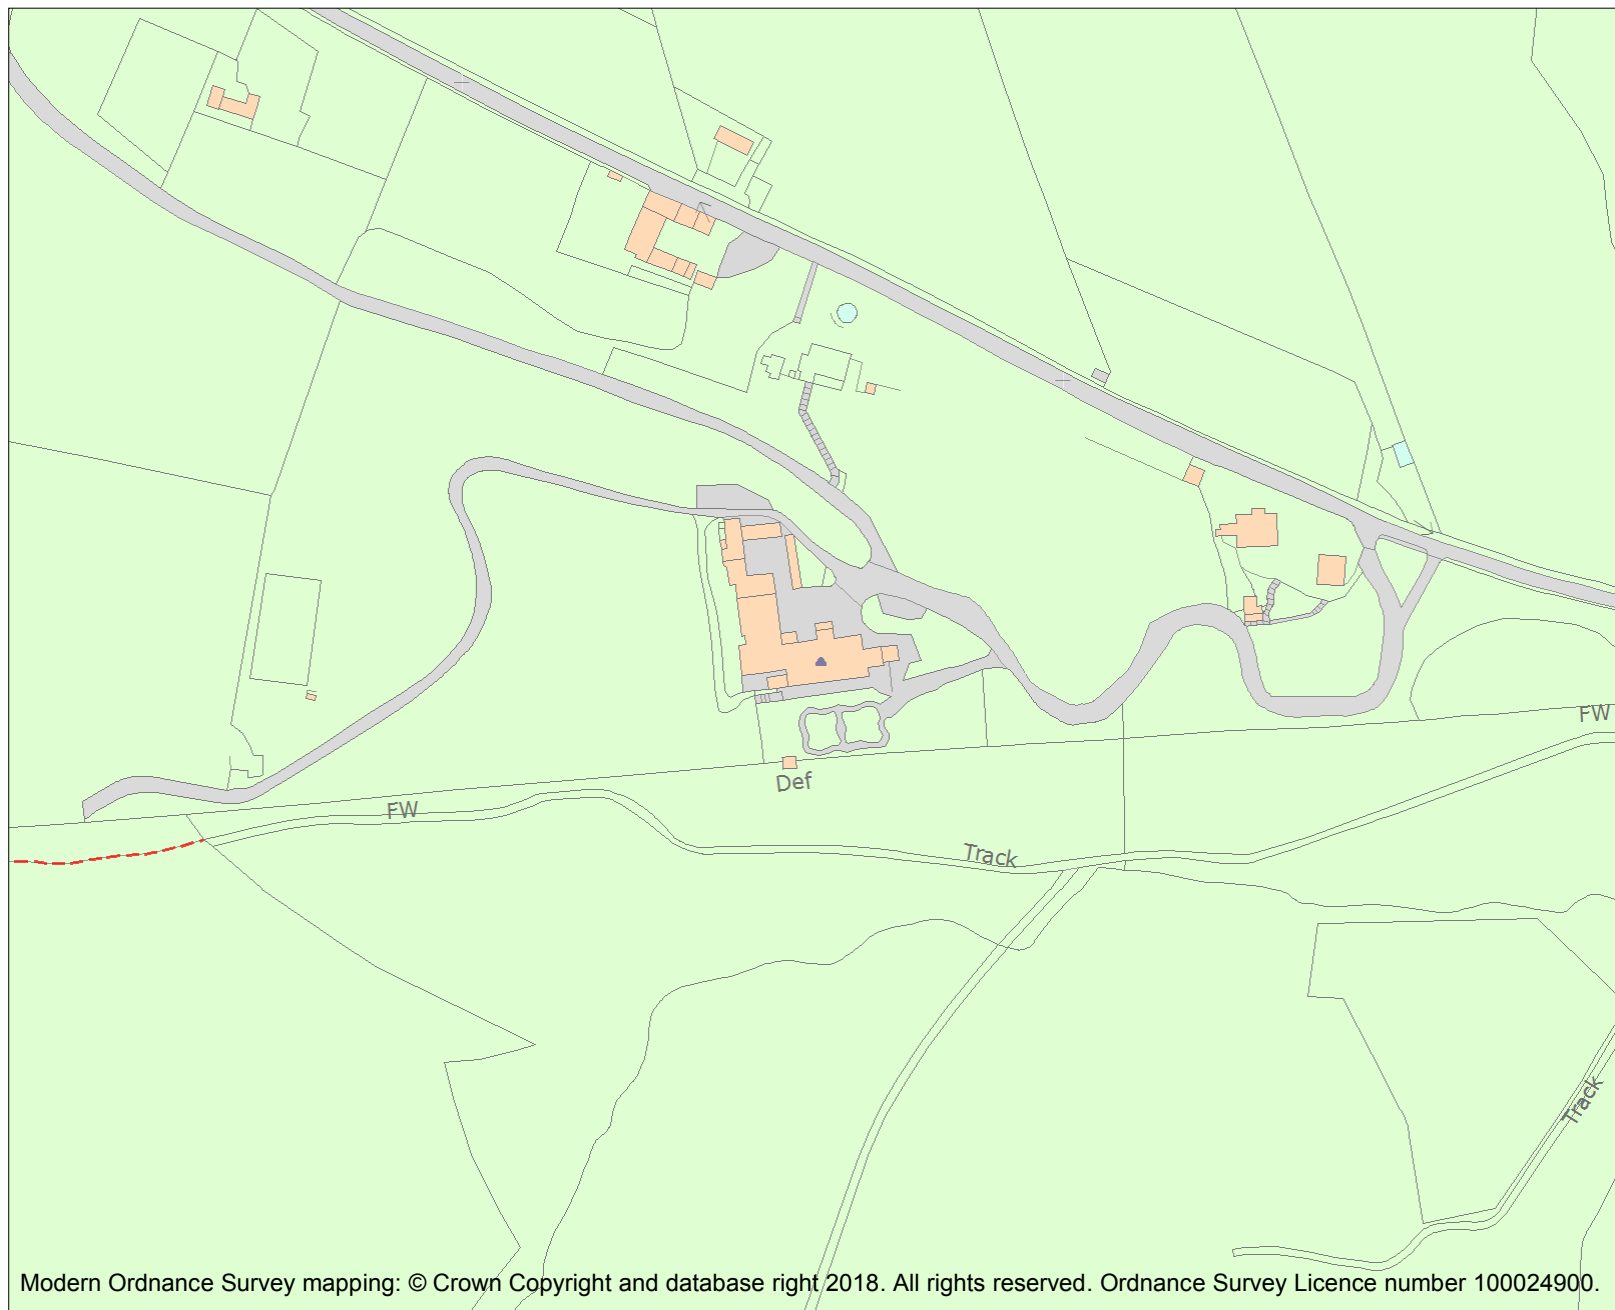 FW
Def
FW
Track
Track
Modern Ordnance Survey mapping: © Crown Copyright and database right 2018. All rights reserved. Ordnance Survey Licence number 100024900.